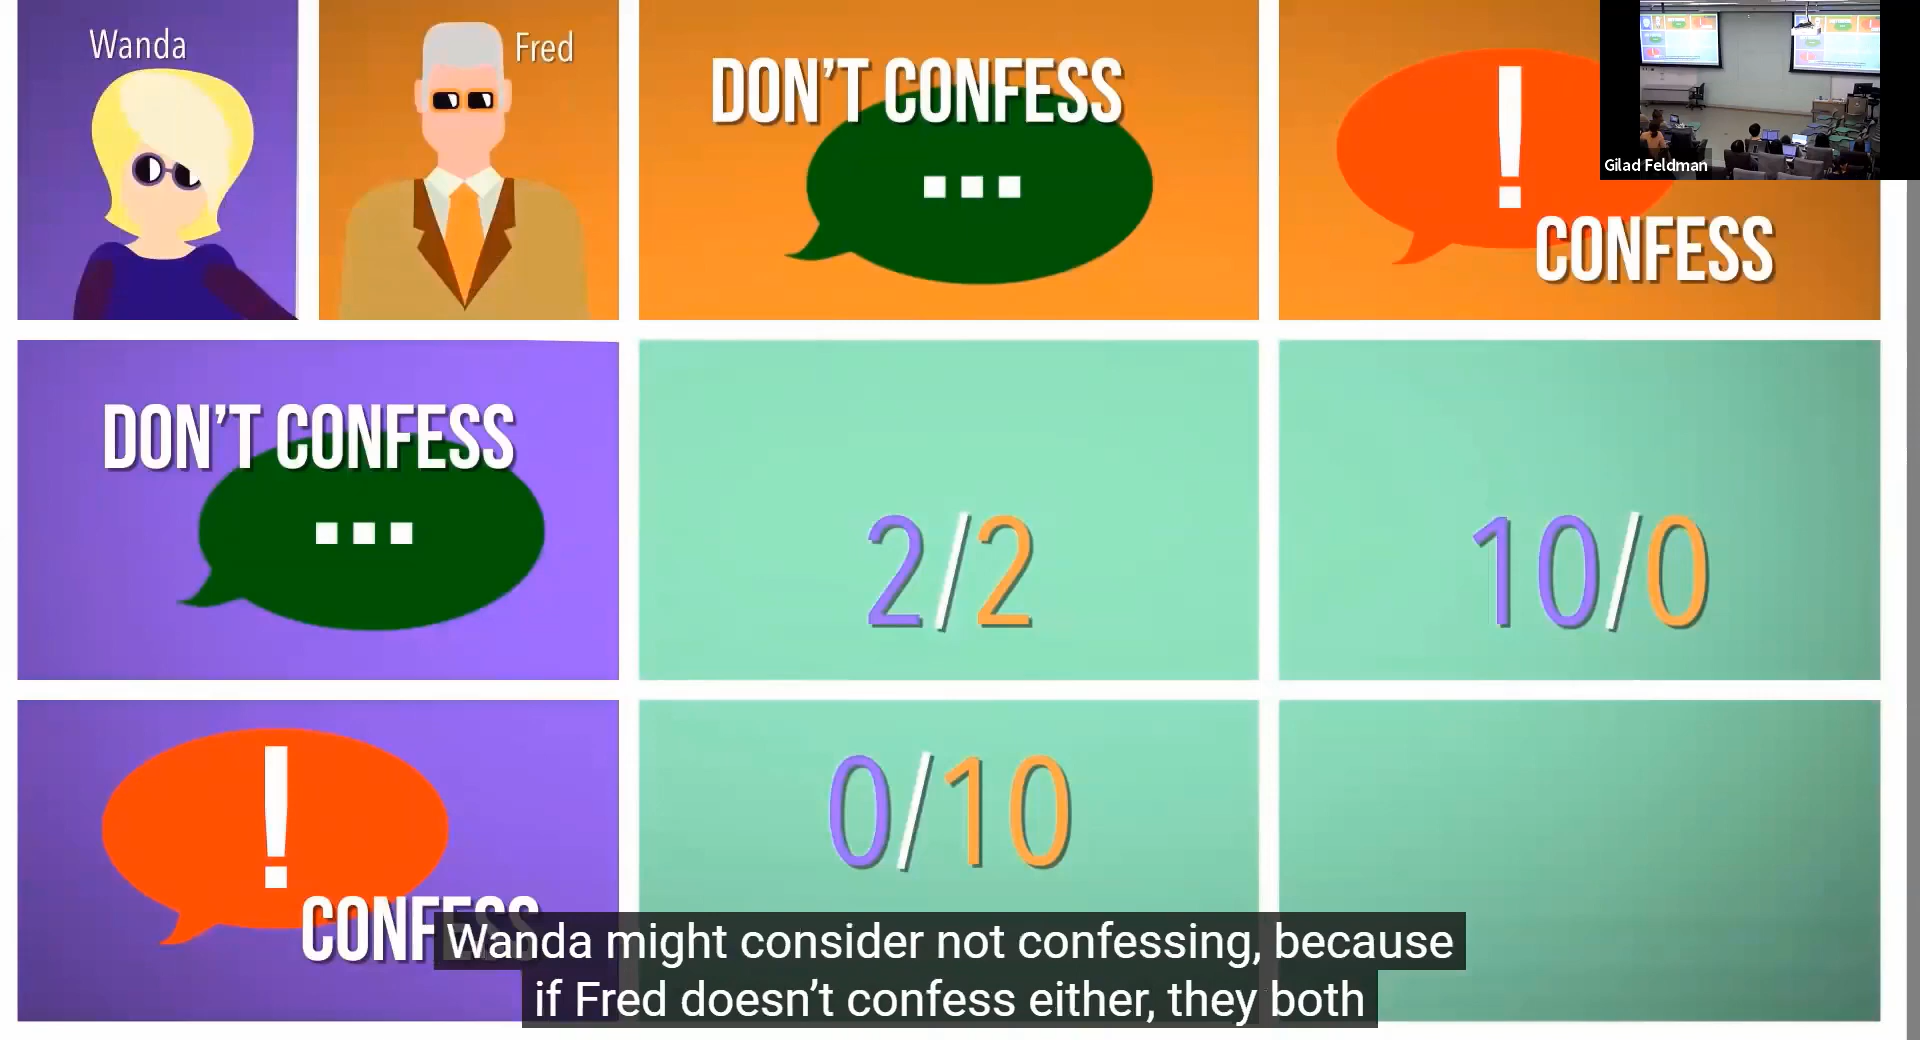 Wanda
Fred
DON'T CONFESS
!
CONFESS
Gilad Feldman
DON'T CONFESS
2/2
10/0
!
CONFESS
0/10
Wanda might consider not confessing, because
if Fred doesn't confess either, they both